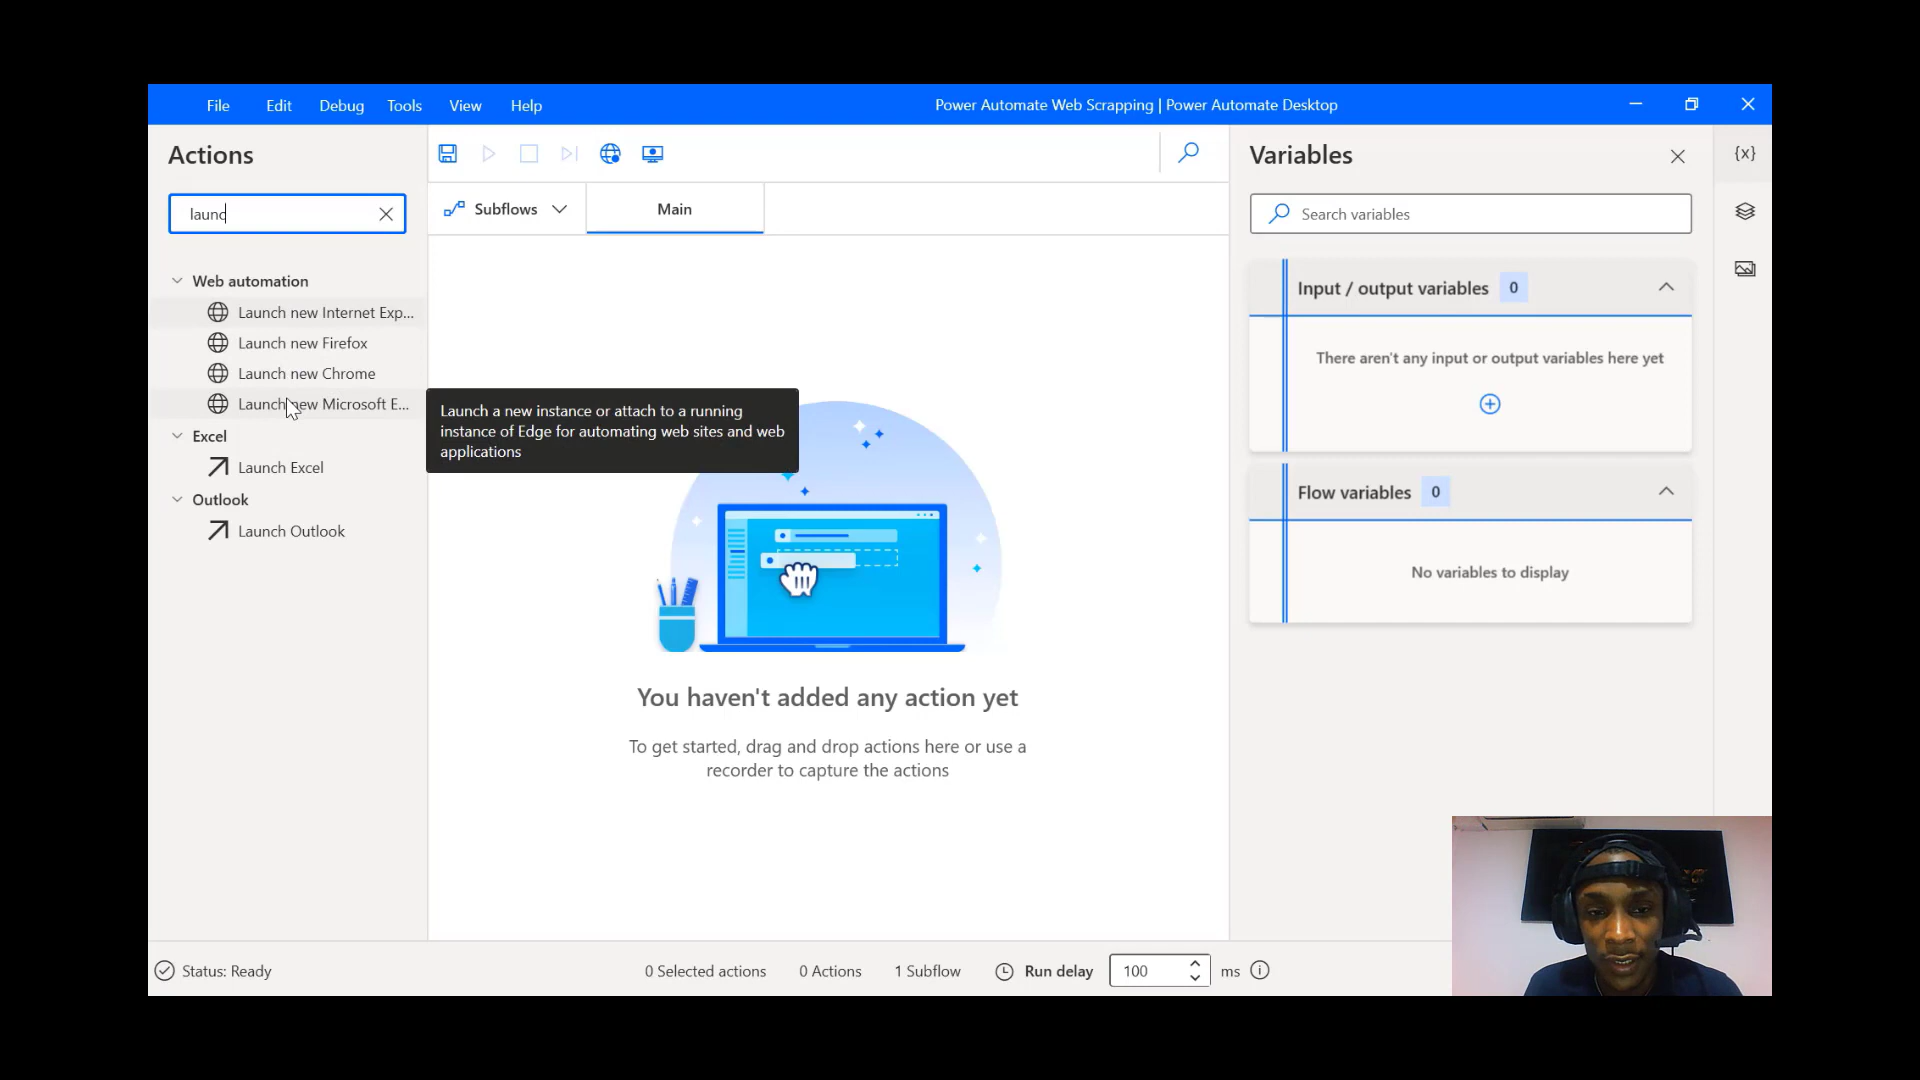 File Edit Debug Tools View Help
Power Automate Web Scrapping | Power Automate Desktop
Actions
launc
Web automation
Launch new Internet Exp...
Launch new Firefox
Launch new Chrome
Launch new Microsoft E...
Excel
Launch Excel
Outlook
Launch Outlook
Subflows
Main
Launch a new instance or attach to a running
instance of Edge for automating web sites and web
applications
You haven't added any action yet
To get started, drag and drop actions here or use a
recorder to capture the actions
Variables
{x}
Search variables
Input / output variables 0
There aren't any input or output variables here yet
Flow variables 0
No variables to display
Status: Ready
0 Selected actions
0 Actions
1 Subflow
Run delay 100 ms